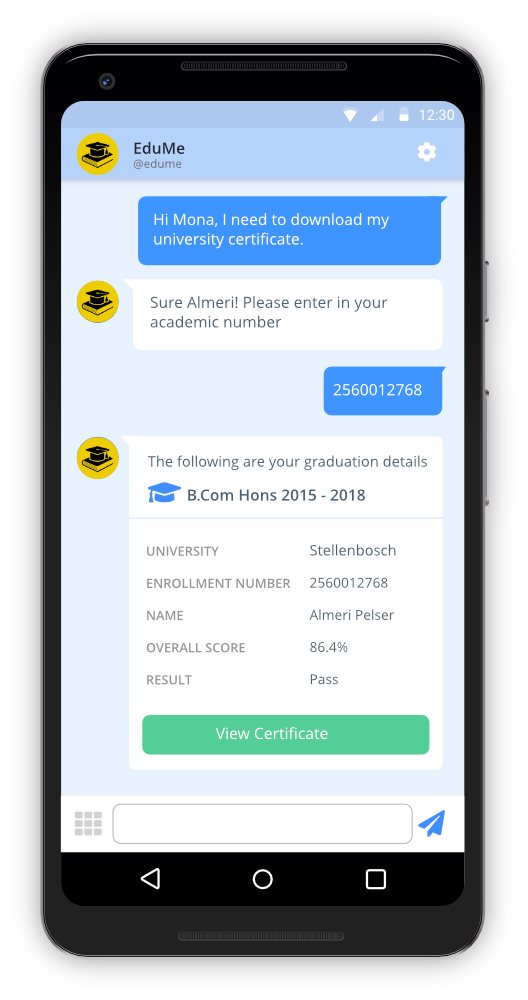 12:30
EduMe
@edume
Hi Mona, I need to download my
university certificate.
Sure Almeri! Please enter in your
academic number
2560012768
The following are your graduation details
B.Com Hons 2015 - 2018
UNIVERSITY Stellenbosch
ENROLLMENT NUMBER 2560012768
NAME Almeri Pelser
OVERALL SCORE 86.4%
RESULT Pass
View Certificate